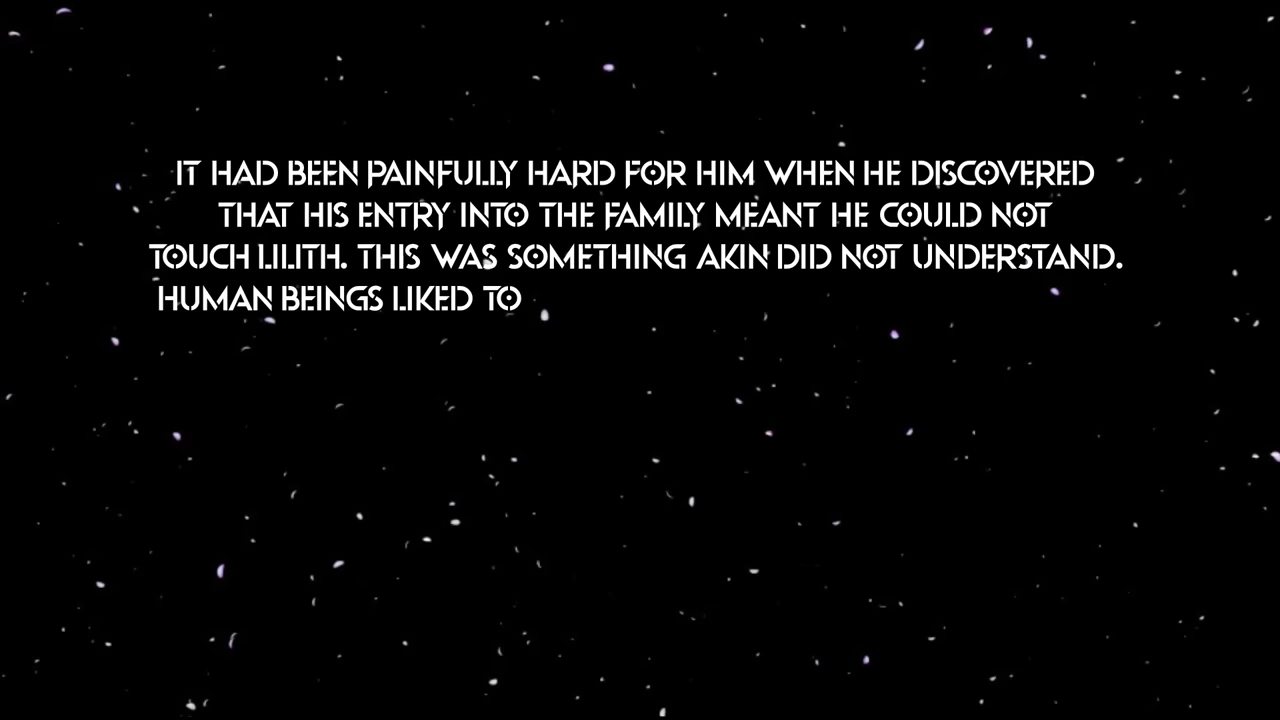 IT HAD BEEN PAINFULLY HARD FOR HIM WHEN HE DISCOVERED
THAT HIS ENTRY INTO THE FAMILY MEANT HE COULD NOT
TOUCH LILITH. THIS WAS SOMETHING AKIN DID NOT UNDERSTAND.
HUMAN BEINGS LIKED TO